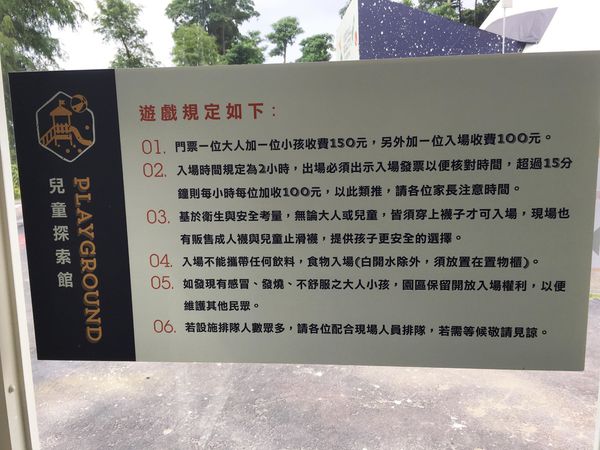 兒童探索館
PLAYGROUND
遊戲規定如下：
01. 門票一位大人加一位小孩收費150元，另外加一位入場收費100元。
02. 入場時間規定為2小時，出場必須出示入場發票以便核對時間，超過15分
鐘則每小時每位加收100元，以此類推，請各位家長注意時間。
03. 基於衛生與安全考量，無論大人或兒童，皆須穿上襪子才可入場，現場也
有販售成人襪與兒童止滑襪，提供孩子更安全的選擇。
04. 入場不能攜帶任何飲料，食物入場(白開水除外，須放置在置物櫃)。
05. 如發現有感冒、發燒、不舒服之大人小孩，園區保留開放入場權利，以便
維護其他民眾。
06. 若設施排隊人數眾多，請各位配合現場人員排隊，若需等候敬請見諒。